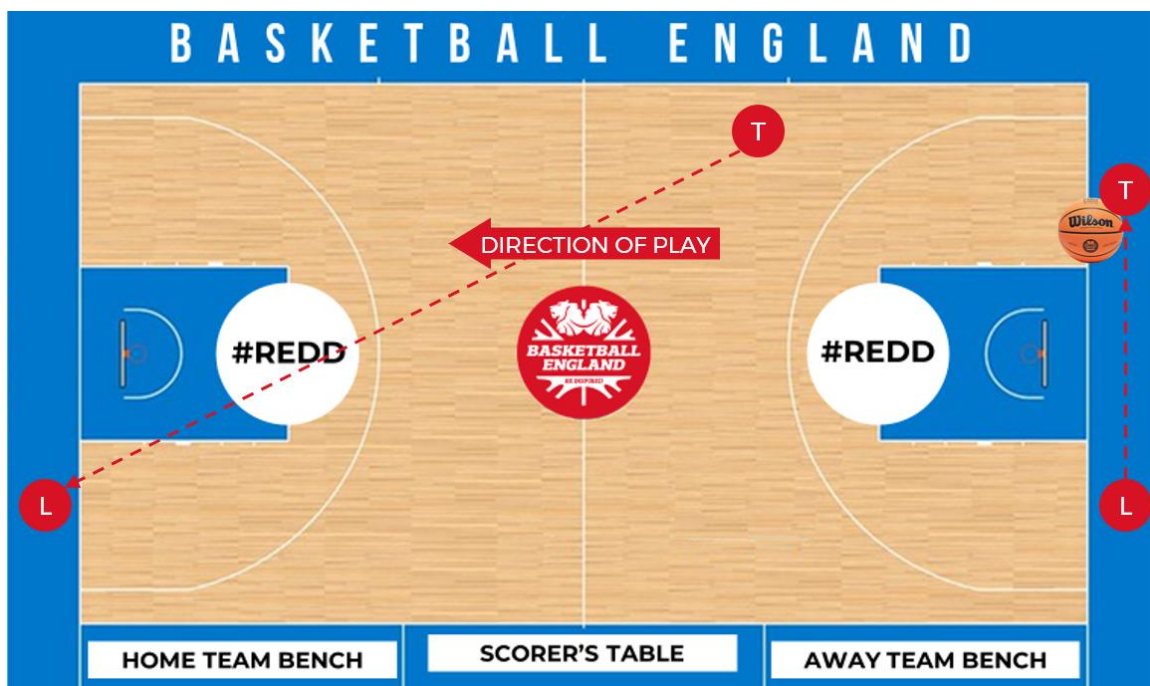 BASKETBALL ENGLAND
T
T
Wilson
DIRECTION OF PLAY
#REDD
BASKETBALL
ENGLAND
#REDD
L
L
HOME TEAM BENCH
SCORER'S TABLE
AWAY TEAM BENCH